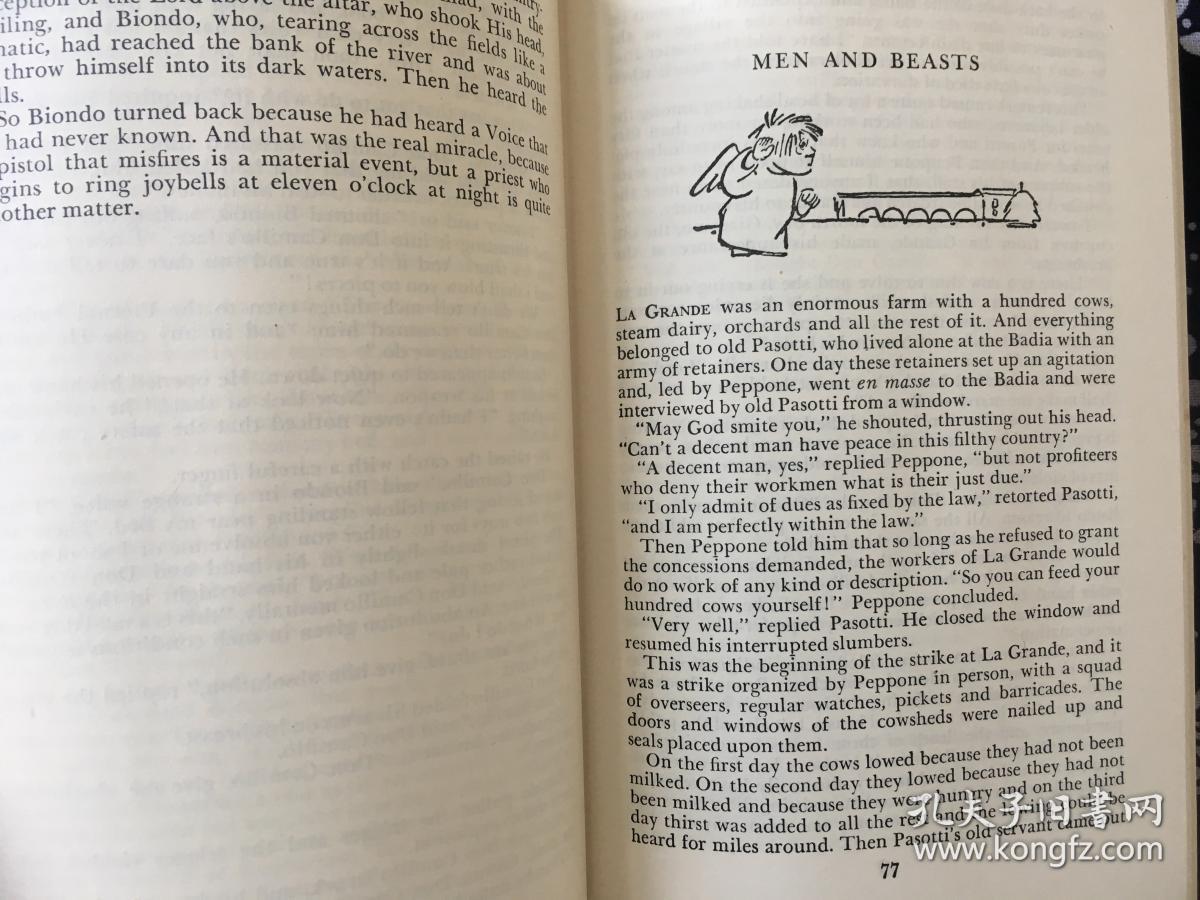 the Lord above the altar, who shook His head,
and Biondo, who, tearing across the fields like a
had reached the bank of the river and was about
throw himself into its dark waters. Then he heard the
So Biondo turned back because he had heard a Voice that
had never known. And that was the real miracle, because
pistol that misfires is a material event, but a priest who
to ring joybells at eleven o'clock at night is quite
other matter.
MEN AND BEASTS
LA GRANDE was an enormous farm with a hundred cows,
steam dairy, orchards and all the rest of it. And everything
belonged to old Pasotti, who lived alone at the Badia with an
army of retainers. One day these retainers set up an agitation
and, led by Peppone, went en masse to the Badia and were
interviewed by old Pasotti from a window.
"May God smite you," he shouted, thrusting out his head.
"Can't a decent man have peace in this filthy country?"
"A decent man, yes," replied Peppone, "but not profiteers
who deny their workmen what is their just due."
"I only admit of dues as fixed by the law," retorted Pasotti,
"and I am perfectly within the law."
Then Peppone told him that so long as he refused to grant
the concessions demanded, the workers of La Grande would
do no work of any kind or description. "So you can feed your
hundred cows yourself!" Peppone concluded.
"Very well," replied Pasotti. He closed the window and
resumed his interrupted slumbers.
This was the beginning of the strike at La Grande, and it
was a strike organized by Peppone in person, with a squad
of overseers, regular watches, pickets and barricades. The
doors and windows of the cowsheds were nailed up and
seals placed upon them.
On the first day the cows lowed because they had not been
milked. On the second day they lowed because they had not
been milked and because they were hungry and on the third
day thirst was added to all the rest and the lowing could be
heard for miles around. Then Pasotti's old servant came out
77
孔夫子旧书网
www.kongfz.com